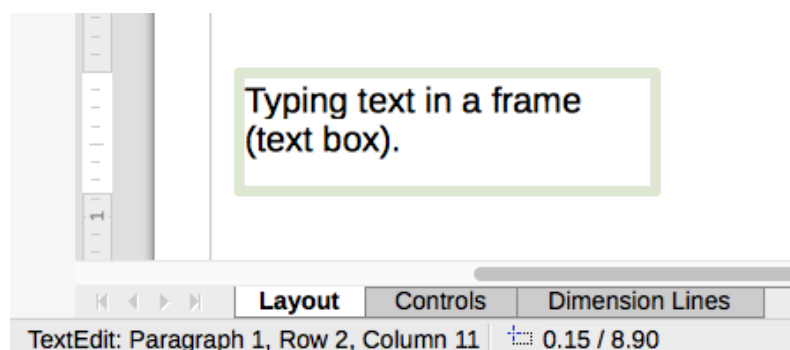 Typing text in a frame
(text box).
1
Layout Controls Dimension Lines
TextEdit: Paragraph 1, Row 2, Column 11 0.15 / 8.90